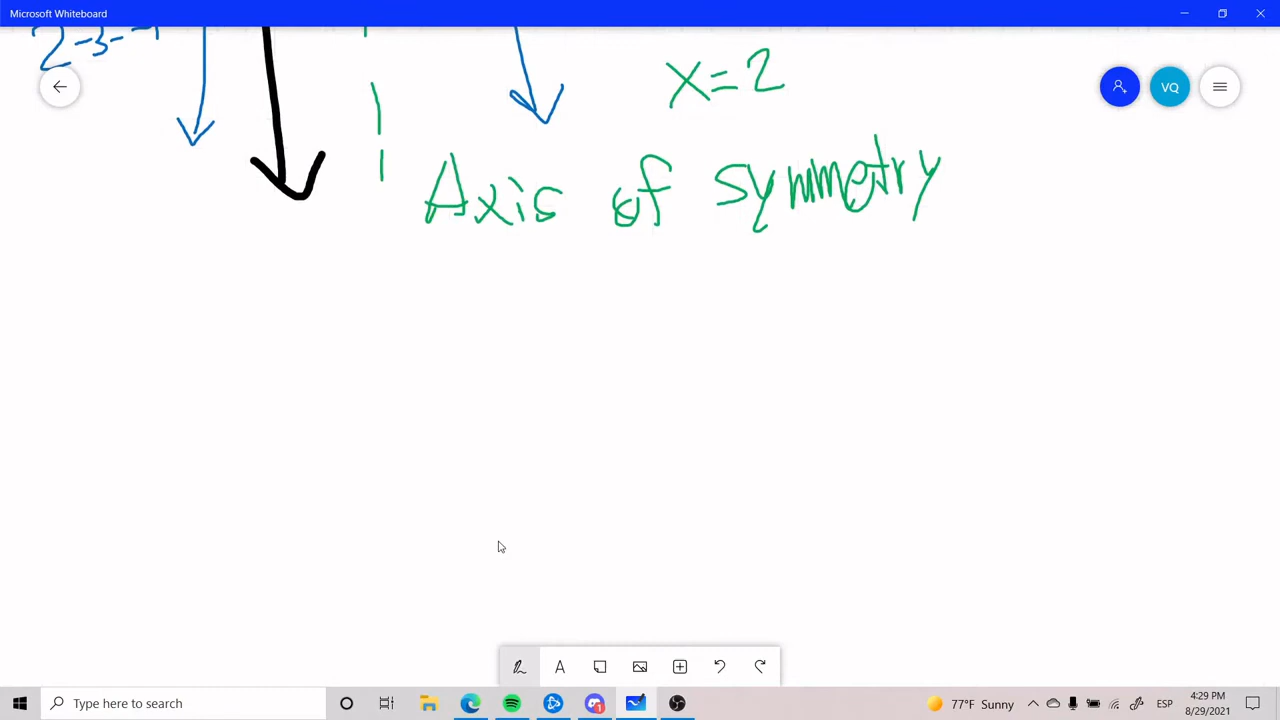 Microsoft Whiteboard
x=2
VQ
Axis of symmetry
A
Type here to search
77°F Sunny
ESP
4:29 PM
8/29/2021